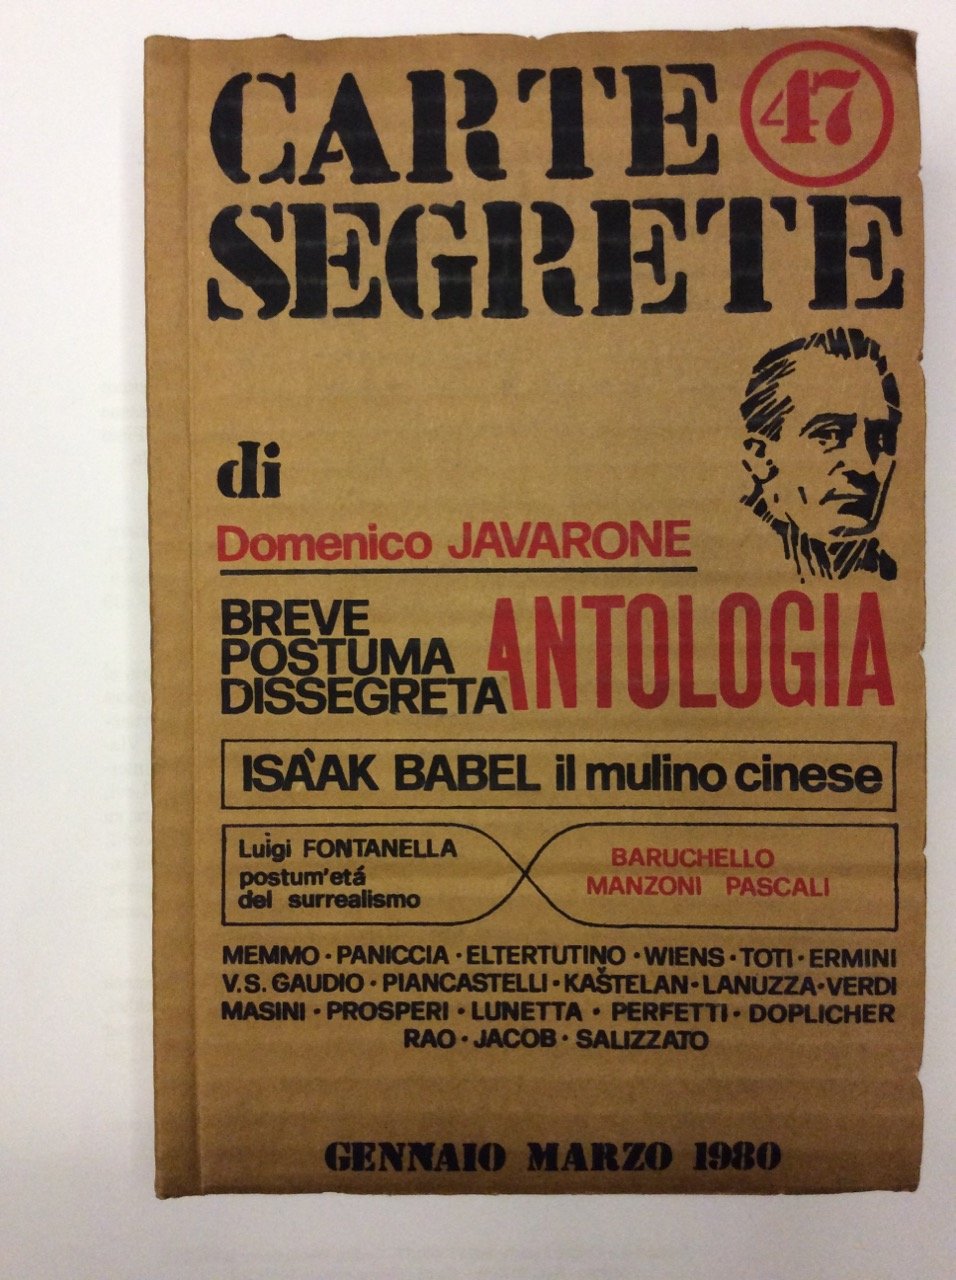 CARTE 47
SEGRETE
di
Domenico JAVARONE
BREVE
POSTUMA
DISSEGRETA ANTOLOGIA
ISA'AK BABEL il mulino cinese
Luigi FONTANELLA
postum'etá
del surrealismo
BARUCHELLO
MANZONI PASCALI
MEMMO · PANICCIA · ELTERTUTINO · WIENS · TOTI · ERMINI
V.S. GAUDIO · PIANCASTELLI · KAŠTELAN · LANUZZA · VERDI
MASINI · PROSPERI · LUNETTA · PERFETTI · DOPLICHER
RAO · JACOB · SALIZZATO
GENNAIO MARZO 1980